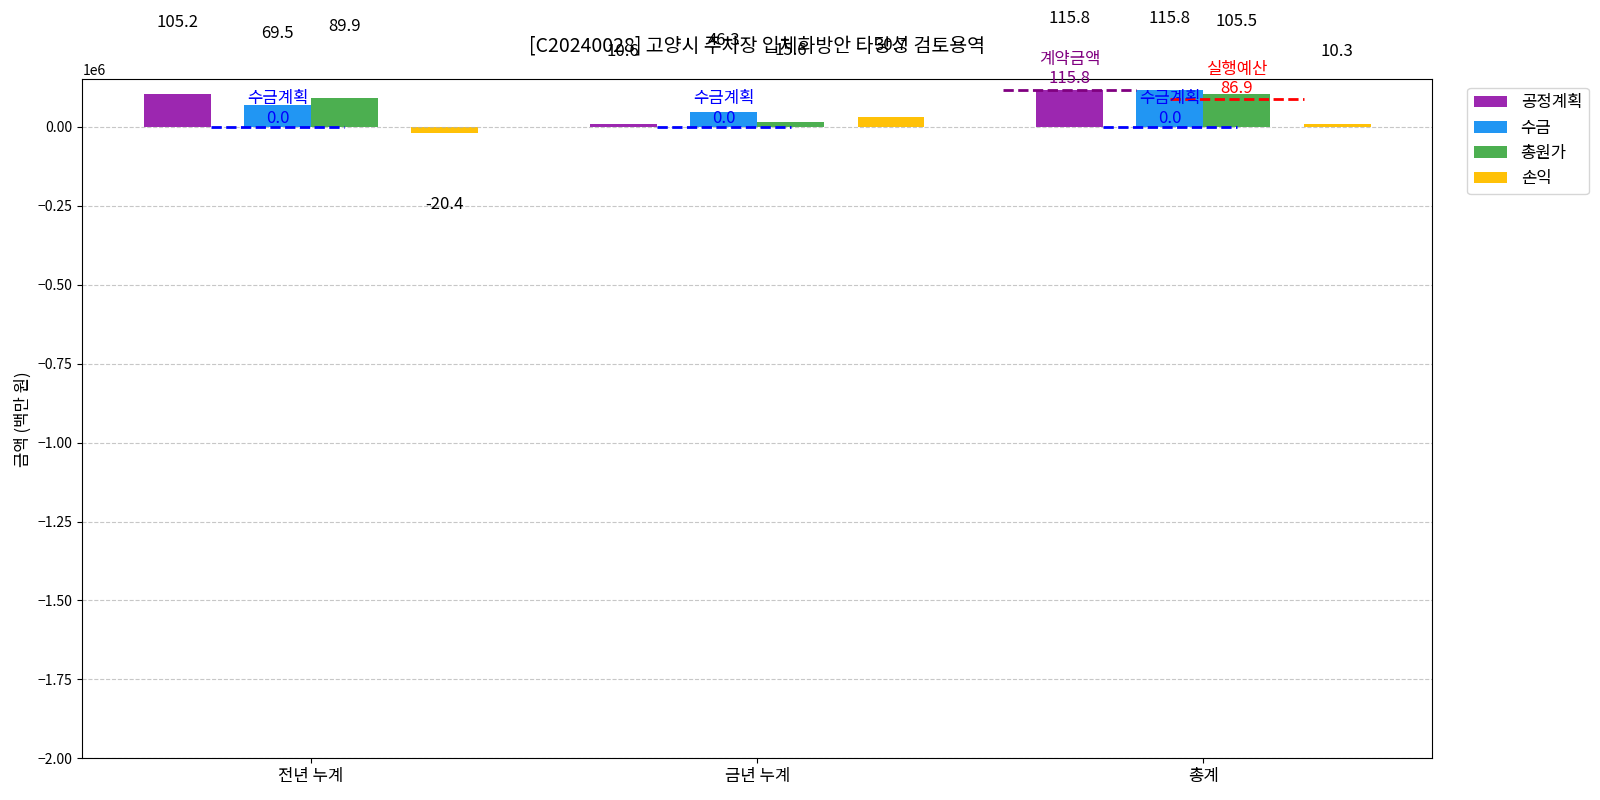 105.2
69.5
89.9
46.3
115.8
115.8
105.5
10.3
[C20240028] 고양시 주차장 입체화방안 타당성 검토용역
10.6
15.6
30.7
1e6
계약금액
115.8
실행예산
86.9
수금계획
0.0
수금계획
0.0
수금계획
0.0
-20.4
공정계획
수금
총원가
손익
0.00
−0.25
−0.50
−0.75
−1.00
−1.25
−1.50
−1.75
−2.00
금액 (백만 원)
전년 누계
금년 누계
총계